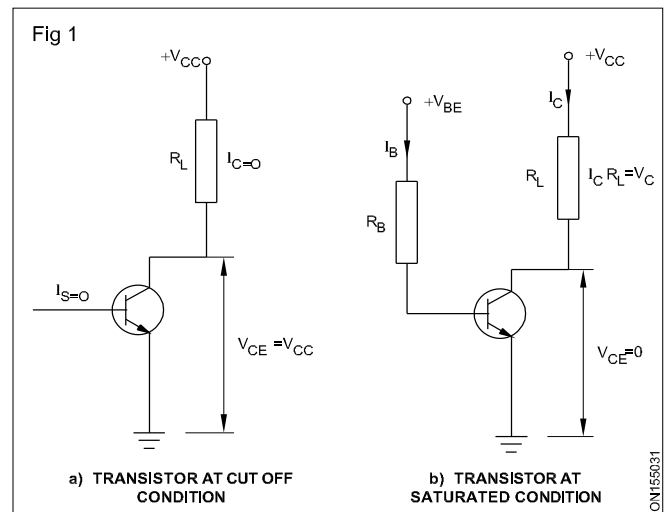 Fig 1
+VCC
RL
IC=O
IS=O
VCE =VCC
a) TRANSISTOR AT CUT OFF
CONDITION
+VCC
+VBE
IC
IB
RL
IC RL=VC
RB
VCE=0
b) TRANSISTOR AT
SATURATED CONDITION
ON155031